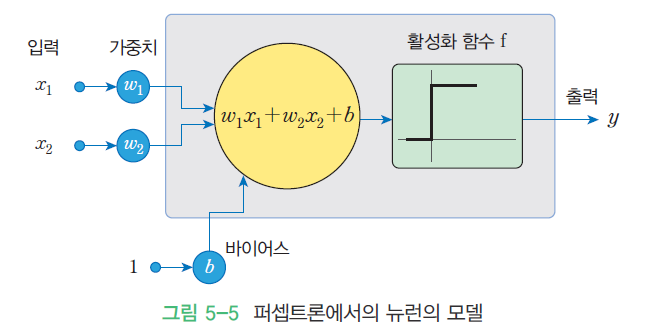 입력 가중치 활성화 함수 f
x₁ w₁
w₁x₁+w₂x₂+b
출력
y
x₂ w₂
바이어스
1 b
그림 5-5 퍼셉트론에서의 뉴런의 모델